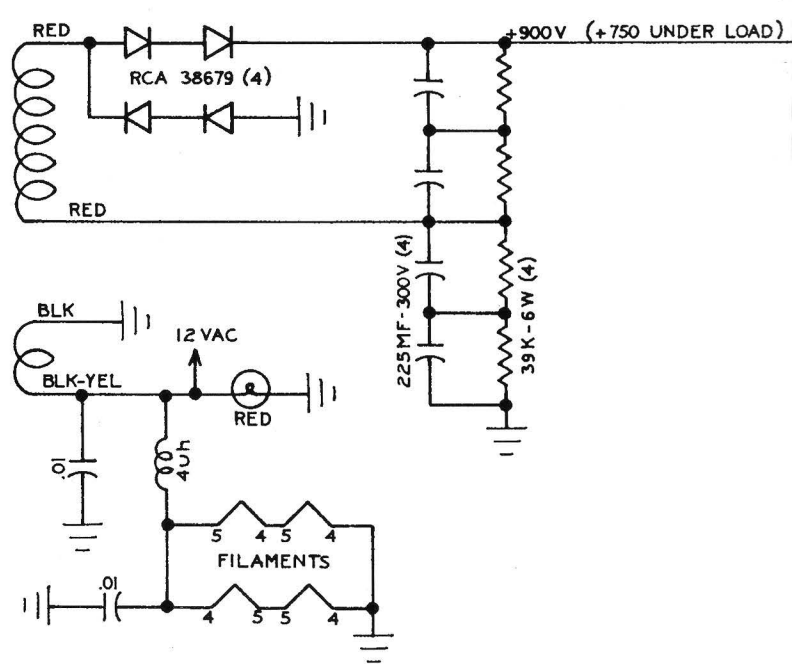 RED
+900V (+750 UNDER LOAD)
RCA 38679 (4)
RED
225MF-300V (4)
39K-6W (4)
BLK
12 VAC
BLK-YEL
RED
.01
4Uh
5 4 5 4
FILAMENTS
.01
4 5 5 4